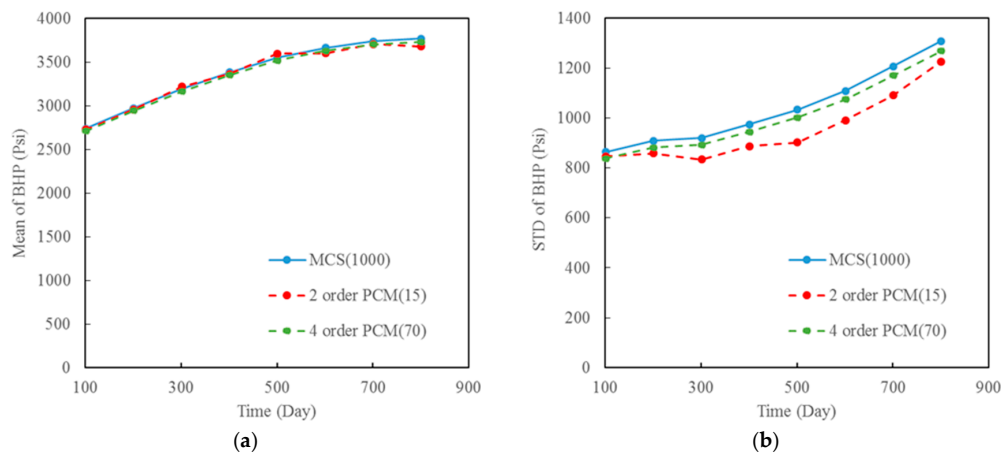 4000
3500
3000
2500
2000
1500
1000
500
0
Mean of BHP (Psi)
MCS(1000)
2 order PCM(15)
4 order PCM(70)
100 300 500 700 900
Time (Day)
(a)
1400
1200
1000
800
600
400
200
0
STD of BHP (Psi)
MCS(1000)
2 order PCM(15)
4 order PCM(70)
100 300 500 700 900
Time (Day)
(b)